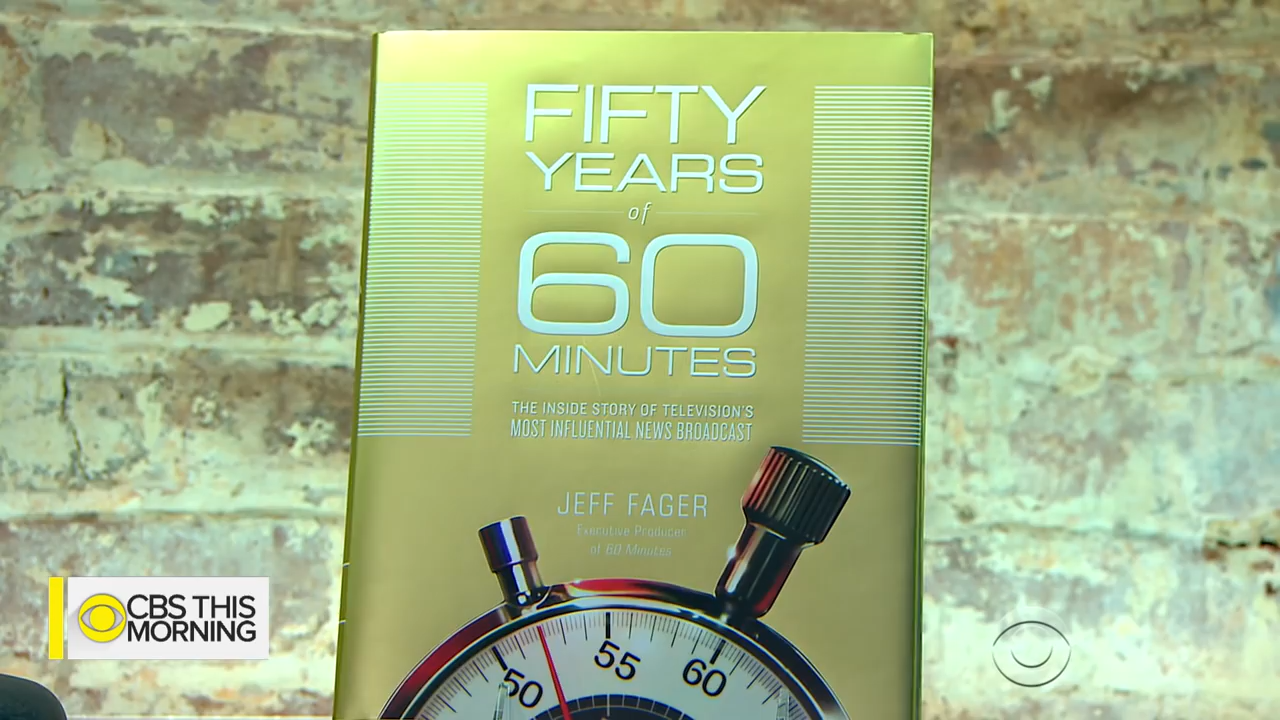 FIFTY
YEARS
of
60
MINUTES
THE INSIDE STORY OF TELEVISION'S
MOST INFLUENTIAL NEWS BROADCAST
JEFF FAGER
Executive Producer
of 60 Minutes
50
55
60
CBS THIS
MORNING